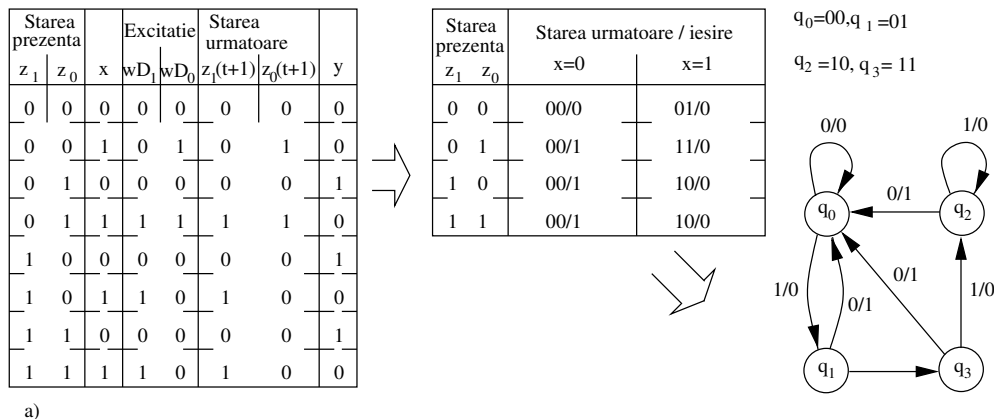 Starea prezenta Excitatie Starea urmatoare
z1 z0 x wD1 wD0 z1(t+1) z0(t+1) y
0 0 0 0 0 0 0 0
0 0 1 0 1 0 1 0
0 1 0 0 0 0 0 1
0 1 1 1 1 1 1 0
1 0 0 0 0 0 0 1
1 0 1 1 0 1 0 0
1 1 0 0 0 0 0 1
1 1 1 1 0 1 0 0
a)
Starea prezenta Starea urmatoare / iesire
z1 z0 x=0 x=1
0 0 00/0 01/0
0 1 00/1 11/0
1 0 00/1 10/0
1 1 00/1 10/0
q0=00,q1=01
q2=10, q3=11
0/0 1/0
q0 0/1 q2
1/0 0/1 0/1 1/0
q1 q3